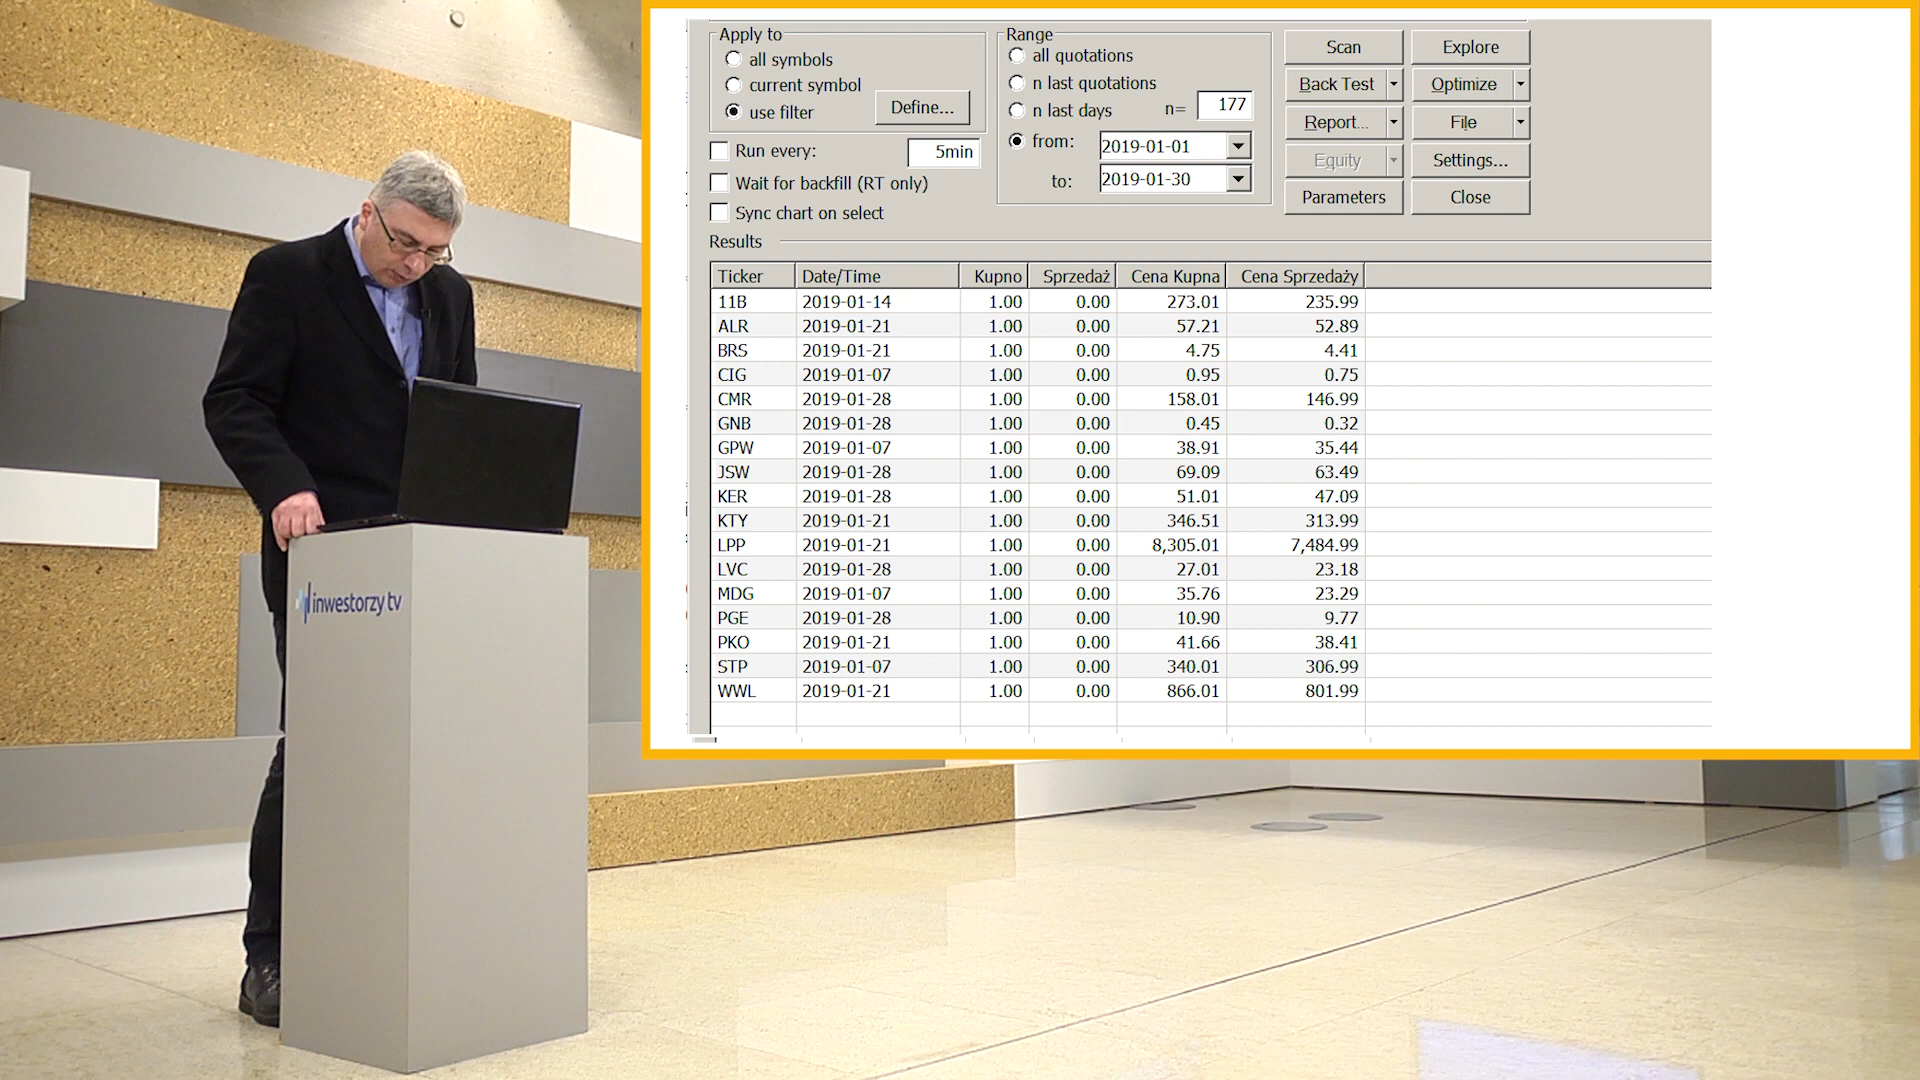 Apply to
all symbols
current symbol
use filter
Define...
Run every:
5min
Wait for backfill (RT only)
Sync chart on select
Range
all quotations
n last quotations
n last days n= 177
from: 2019-01-01
to: 2019-01-30
Scan Explore
Back Test Optimize
Report... File
Equity Settings...
Parameters Close
Results
Ticker Date/Time Kupno Sprzedaż Cena Kupna Cena Sprzedaży
11B 2019-01-14 1.00 0.00 273.01 235.99
ALR 2019-01-21 1.00 0.00 57.21 52.89
BRS 2019-01-21 1.00 0.00 4.75 4.41
CIG 2019-01-07 1.00 0.00 0.95 0.75
CMR 2019-01-28 1.00 0.00 158.01 146.99
GNB 2019-01-28 1.00 0.00 0.45 0.32
GPW 2019-01-07 1.00 0.00 38.91 35.44
JSW 2019-01-28 1.00 0.00 69.09 63.49
KER 2019-01-28 1.00 0.00 51.01 47.09
KTY 2019-01-21 1.00 0.00 346.51 313.99
LPP 2019-01-21 1.00 0.00 8,305.01 7,484.99
LVC 2019-01-28 1.00 0.00 27.01 23.18
MDG 2019-01-07 1.00 0.00 35.76 23.29
PGE 2019-01-28 1.00 0.00 10.90 9.77
PKO 2019-01-21 1.00 0.00 41.66 38.41
STP 2019-01-07 1.00 0.00 340.01 306.99
WWL 2019-01-21 1.00 0.00 866.01 801.99
inwestorzy tv